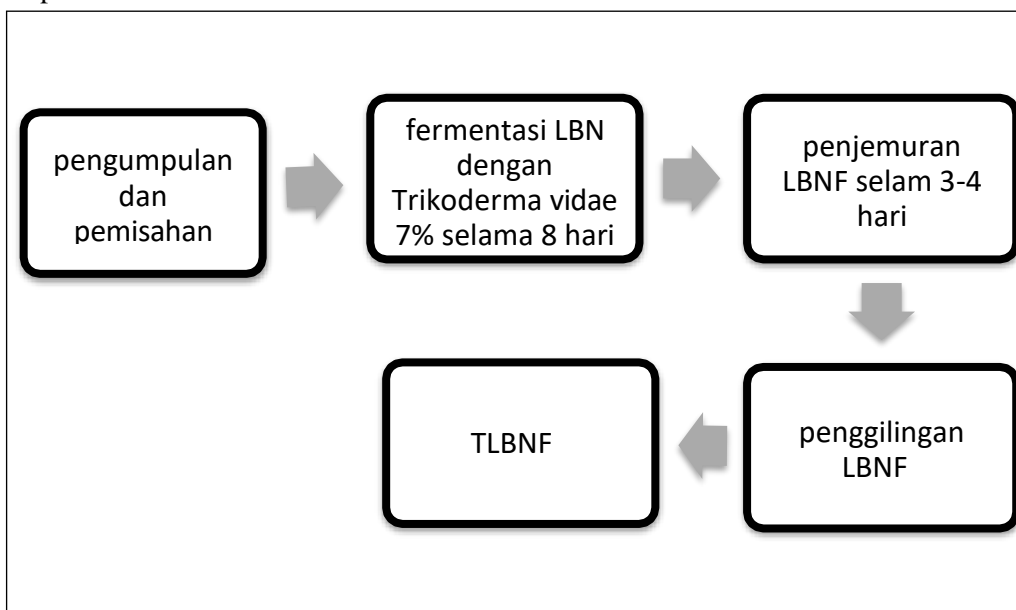 pengumpulan
dan
pemisahan
fermentasi LBN
dengan
Trikoderma vidae
7% selama 8 hari
penjemuran
LBNF selam 3-4
hari
penggilingan
LBNF
TLBNF